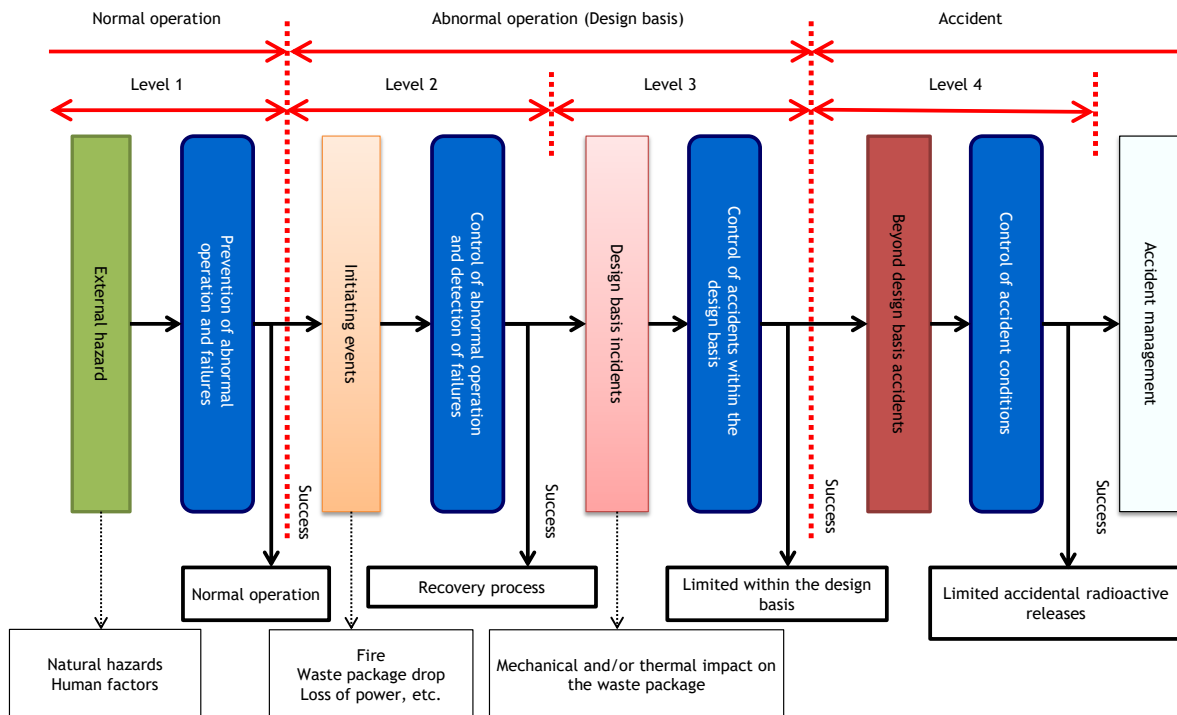 Normal operation
Abnormal operation (Design basis)
Accident
Level 1
Level 2
Level 3
Level 4
External hazard
Prevention of abnormal
operation and failures
Initiating events
Control of abnormal operation
and detection of failures
Design basis incidents
Control of accidents within the
design basis
Beyond design basis accidents
Control of accident conditions
Accident management
Success
Success
Success
Success
Normal operation
Recovery process
Limited within the design
basis
Limited accidental radioactive
releases
Natural hazards
Human factors
Fire
Waste package drop
Loss of power, etc.
Mechanical and/or thermal impact on
the waste package